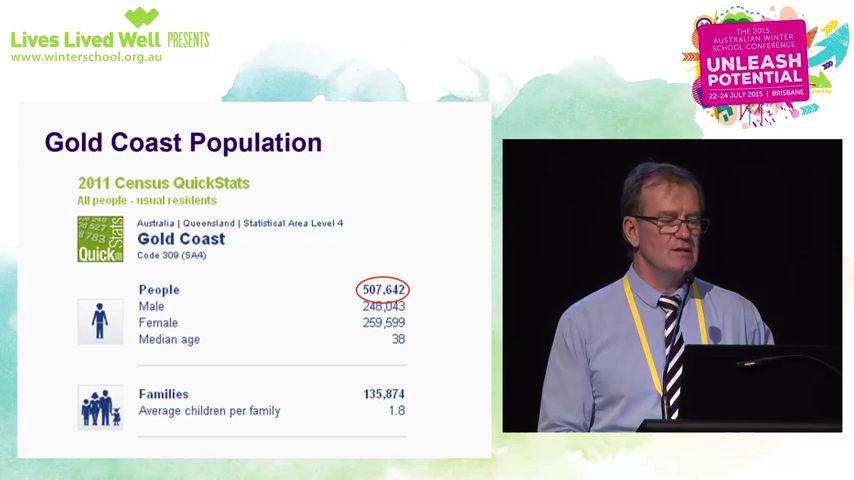 Lives Lived Well PRESENTS
www.winterschool.org.au
THE 2015
AUSTRALIAN WINTER
SCHOOL CONFERENCE
UNLEASH
POTENTIAL
22-24 JULY 2015 | BRISBANE
Gold Coast Population
2011 Census QuickStats
All people - usual residents
Australia | Queensland | Statistical Area Level 4
Gold Coast
Code 309 (SA4)
Quick Stats
People 507,642
Male 248,043
Female 259,599
Median age 38
Families 135,874
Average children per family 1.8